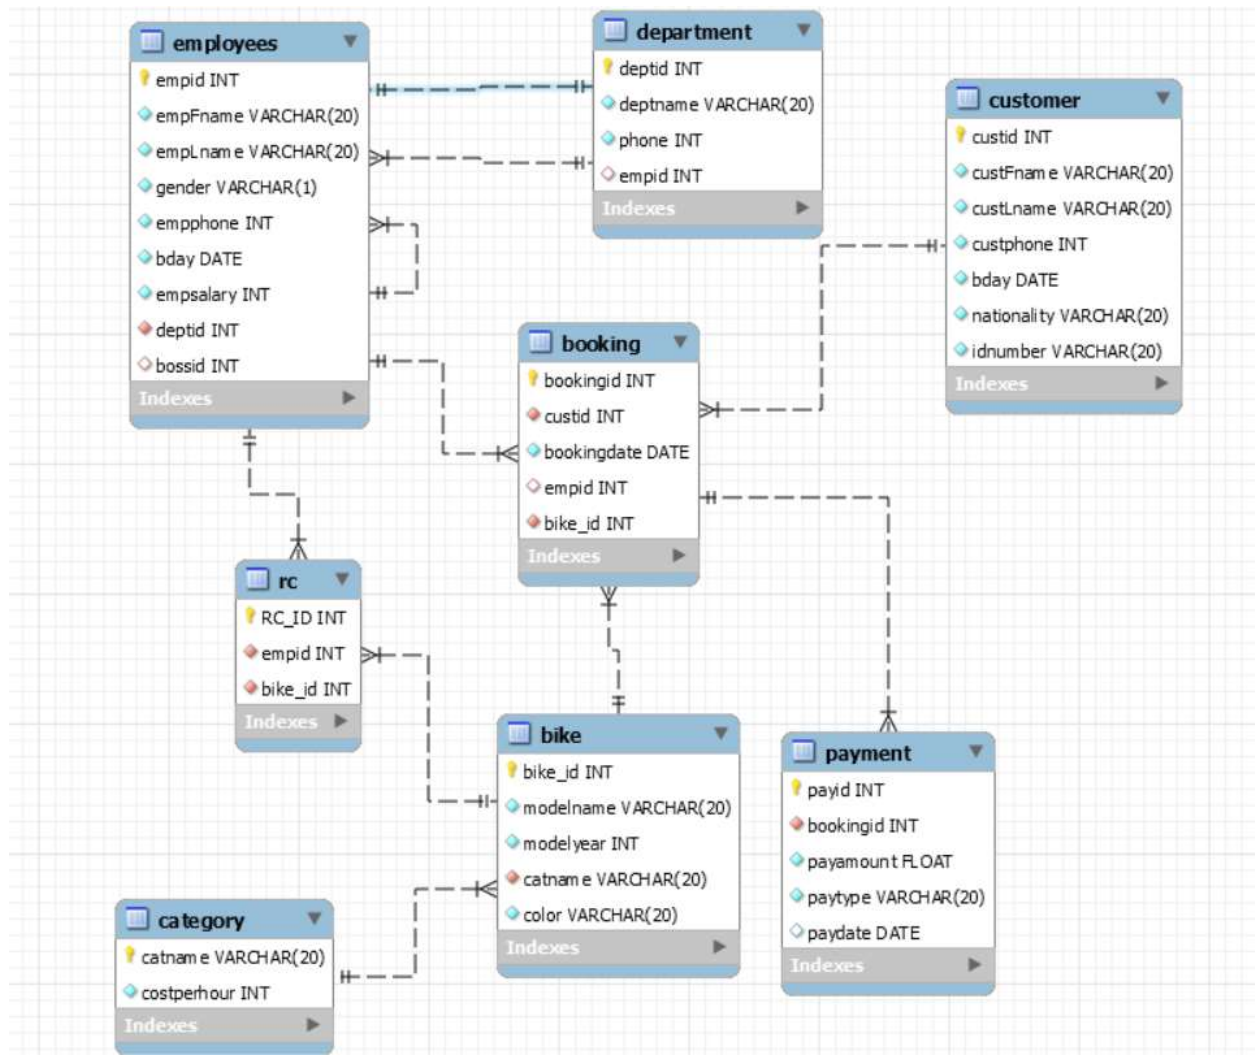 employees
empid INT
empFname VARCHAR(20)
empLname VARCHAR(20)
gender VARCHAR(1)
empphone INT
bday DATE
empsalary INT
deptid INT
bossid INT
Indexes
department
deptid INT
deptname VARCHAR(20)
phone INT
empid INT
Indexes
customer
custid INT
custFname VARCHAR(20)
custLname VARCHAR(20)
custphone INT
bday DATE
nationality VARCHAR(20)
idnumber VARCHAR(20)
Indexes
booking
bookingid INT
custid INT
bookingdate DATE
empid INT
bike_id INT
Indexes
rc
RC_ID INT
empid INT
bike_id INT
Indexes
bike
bike_id INT
modelname VARCHAR(20)
modelyear INT
catname VARCHAR(20)
color VARCHAR(20)
Indexes
payment
payid INT
bookingid INT
payamount FLOAT
paytype VARCHAR(20)
paydate DATE
Indexes
category
catname VARCHAR(20)
costperhour INT
Indexes